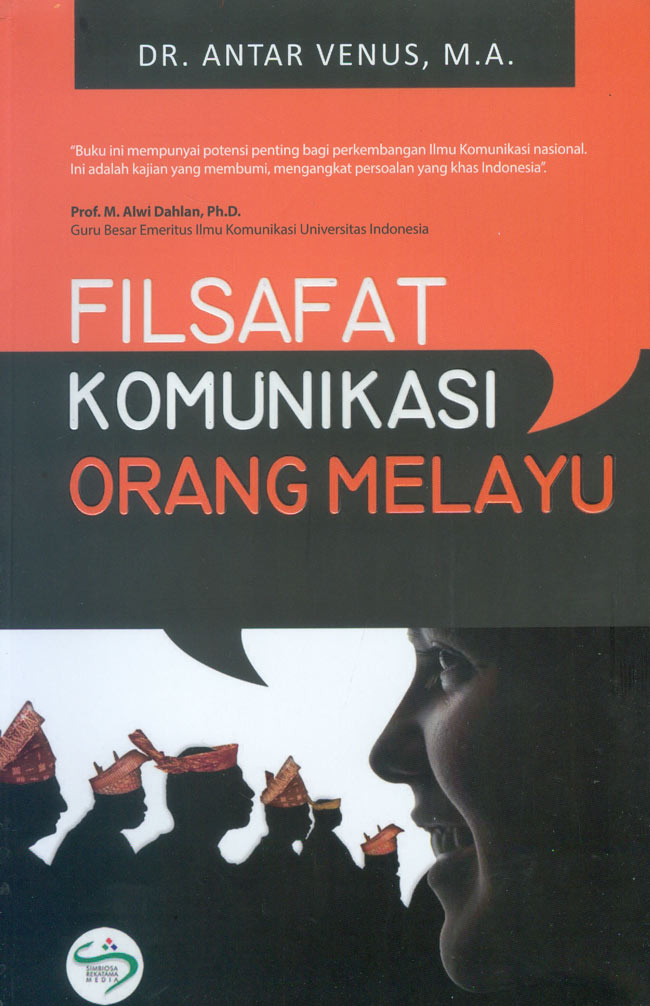 DR. ANTAR VENUS, M.A.
"Buku ini mempunyai potensi penting bagi perkembangan Ilmu Komunikasi nasional.
Ini adalah kajian yang membumi, mengangkat persoalan yang khas Indonesia".
Prof. M. Alwi Dahlan, Ph.D.
Guru Besar Emeritus Ilmu Komunikasi Universitas Indonesia
FILSAFAT
KOMUNIKASI
ORANG MELAYU
SIMBIOSA
REKATAMA
MEDIA